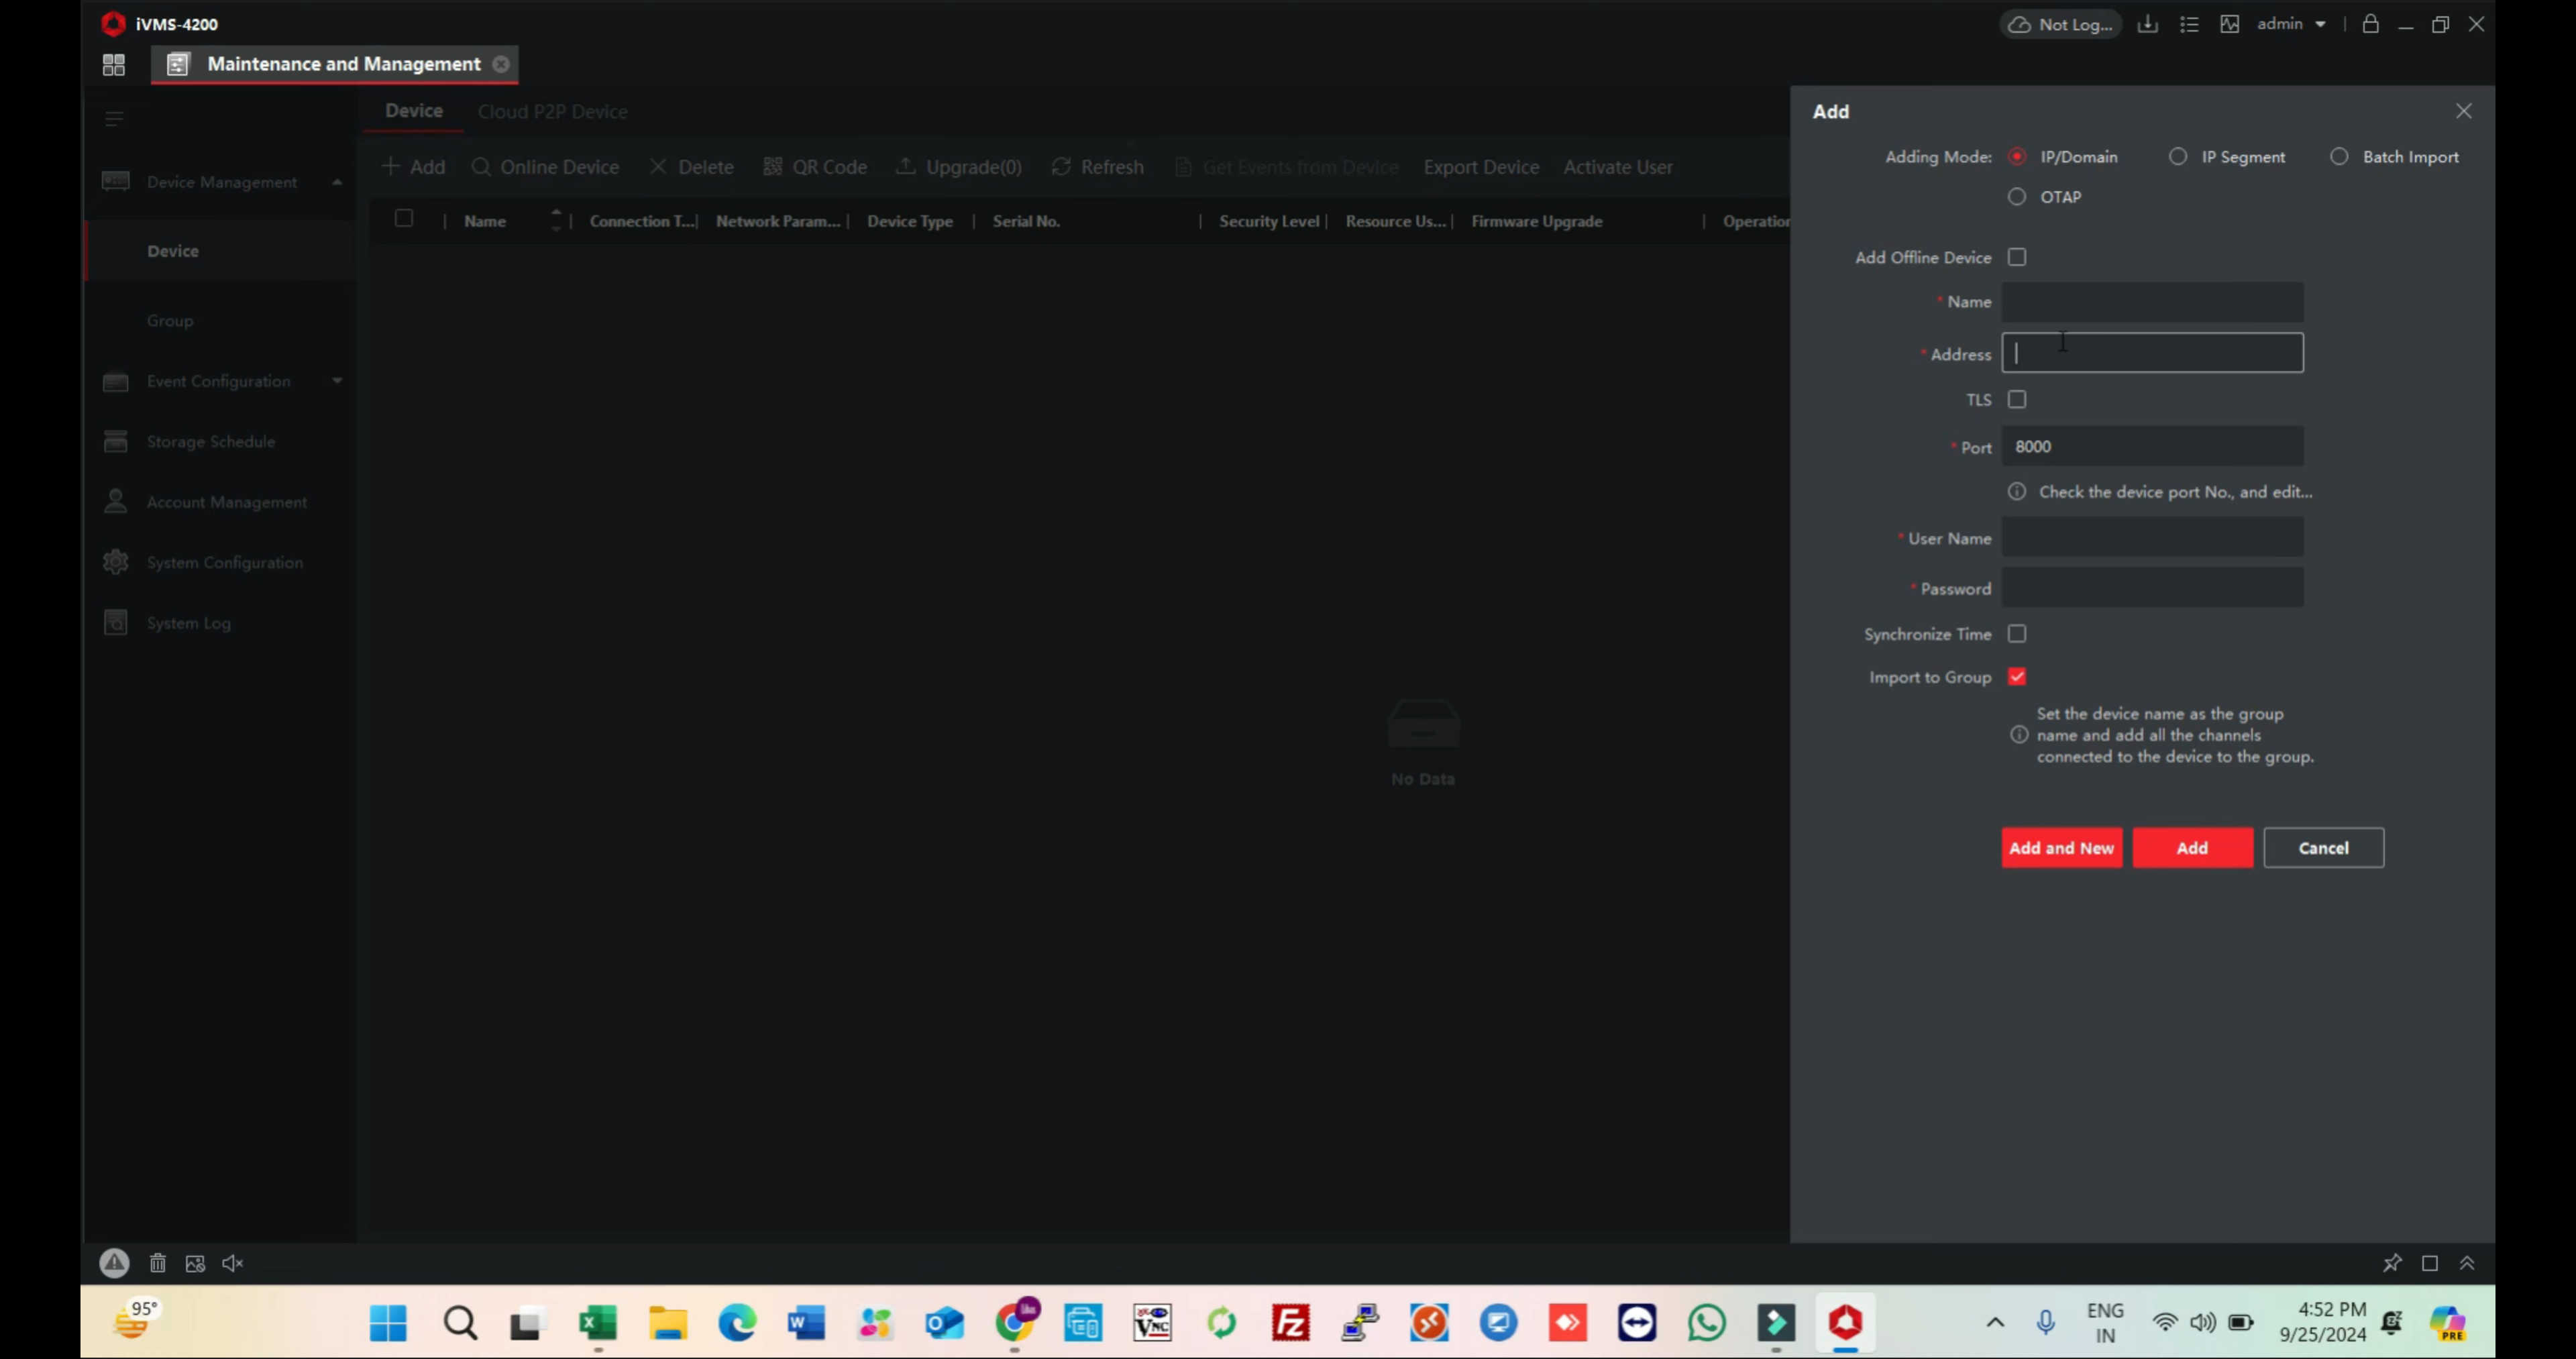 iVMS-4200
Not Log...
admin
Maintenance and Management
Device Cloud P2P Device
Add Online Device Delete QR Code Upgrade(0) Refresh Get Events from Device Export Device Activate User
Name Connection T... Network Param... Device Type Serial No. Security Level Resource Us... Firmware Upgrade Operation
Device Management
Device
Group
Event Configuration
Storage Schedule
Account Management
System Configuration
System Log
No Data
Add
Adding Mode: IP/Domain IP Segment Batch Import
OTAP
Add Offline Device
* Name
* Address
TLS
* Port 8000
Check the device port No., and edit...
* User Name
* Password
Synchronize Time
Import to Group
Set the device name as the group
name and add all the channels
connected to the device to the group.
Add and New Add Cancel
95°
ENG
IN
4:52 PM
9/25/2024
PRE